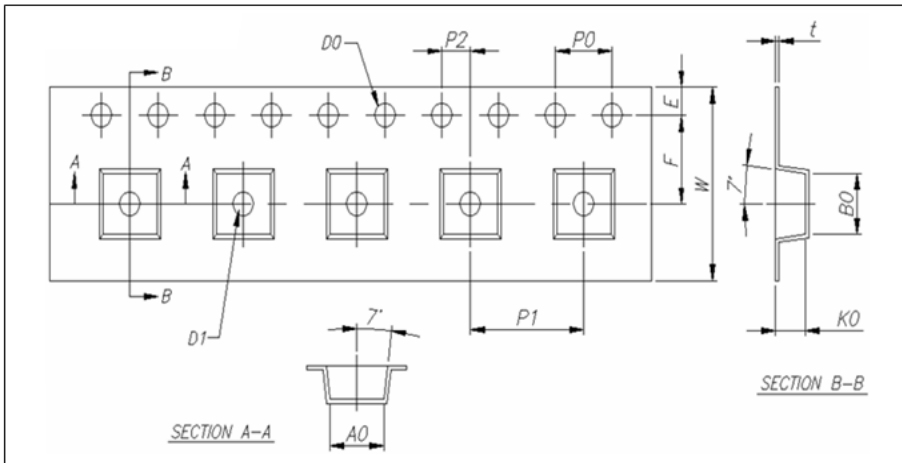 D0
P2
P0
t
B
E
A
A
F
W
7°
B0
B
D1
7°
P1
K0
SECTION B-B
SECTION A-A
A0